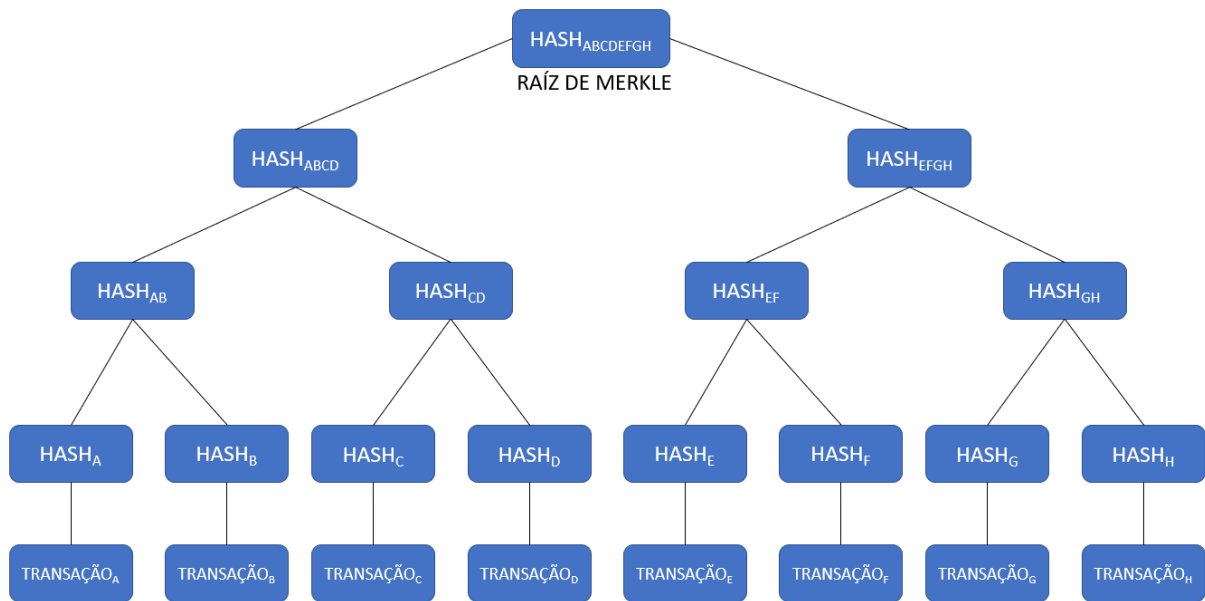 HASH_ABCDEFGH
RAÍZ DE MERKLE
HASH_ABCD
HASH_EFGH
HASH_AB
HASH_CD
HASH_EF
HASH_GH
HASH_A
HASH_B
HASH_C
HASH_D
HASH_E
HASH_F
HASH_G
HASH_H
TRANSAÇÃO_A
TRANSAÇÃO_B
TRANSAÇÃO_C
TRANSAÇÃO_D
TRANSAÇÃO_E
TRANSAÇÃO_F
TRANSAÇÃO_G
TRANSAÇÃO_H